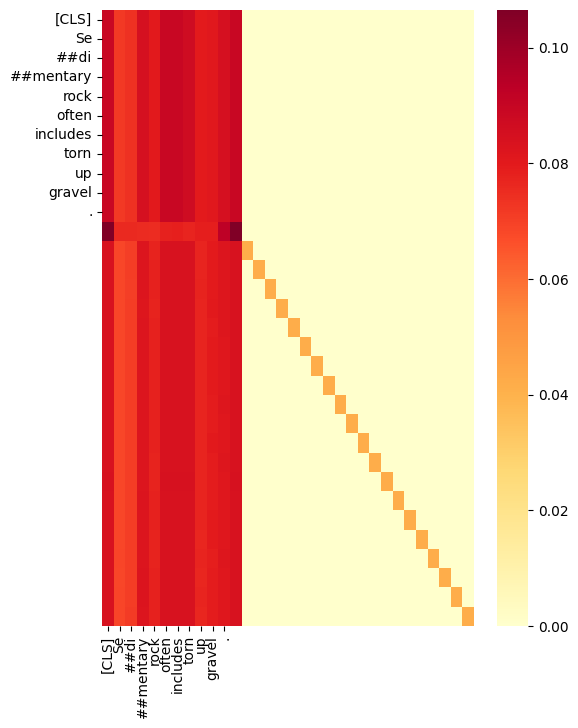 [CLS]
Se
##di
##mentary
rock
often
includes
torn
up
gravel
.
0.10
0.08
0.06
0.04
0.02
0.00
[CLS]
Se
##di
##mentary
rock
often
includes
torn
up
gravel
.